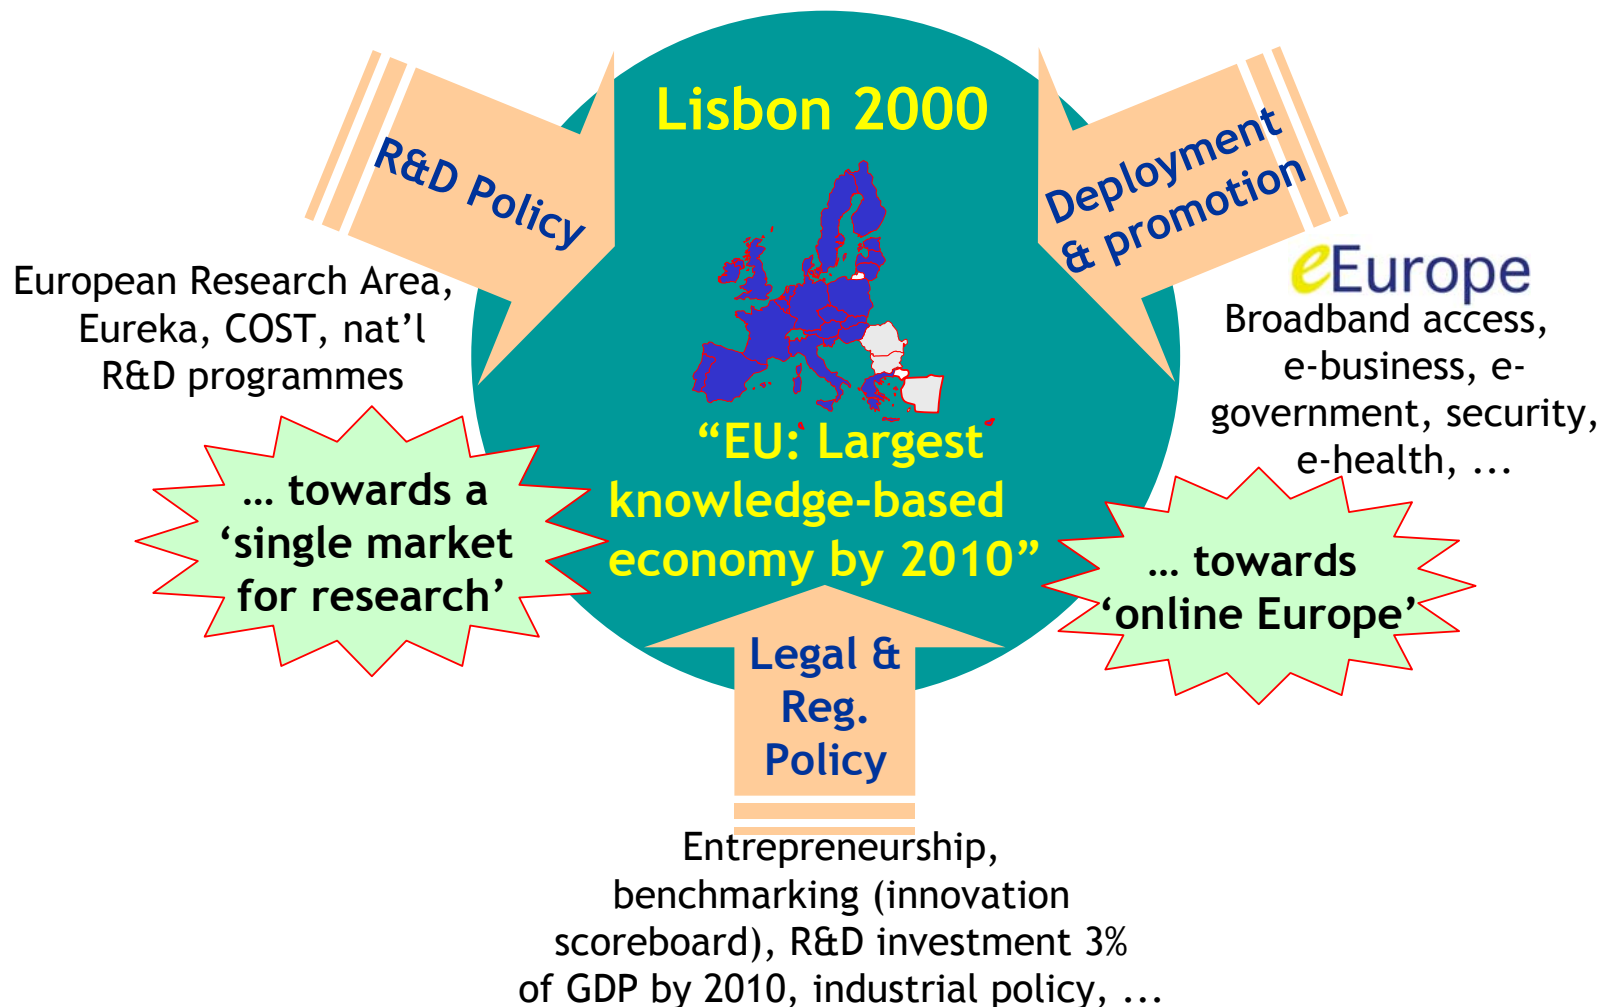 Lisbon 2000
R&D Policy
Deployment
& promotion
European Research Area,
Eureka, COST, nat’l
R&D programmes
eEurope
Broadband access,
e-business, e-
government, security,
e-health, ...
“EU: Largest
knowledge-based
economy by 2010”
… towards a
‘single market
for research’
… towards
‘online Europe’
Legal &
Reg.
Policy
Entrepreneurship,
benchmarking (innovation
scoreboard), R&D investment 3%
of GDP by 2010, industrial policy, ...